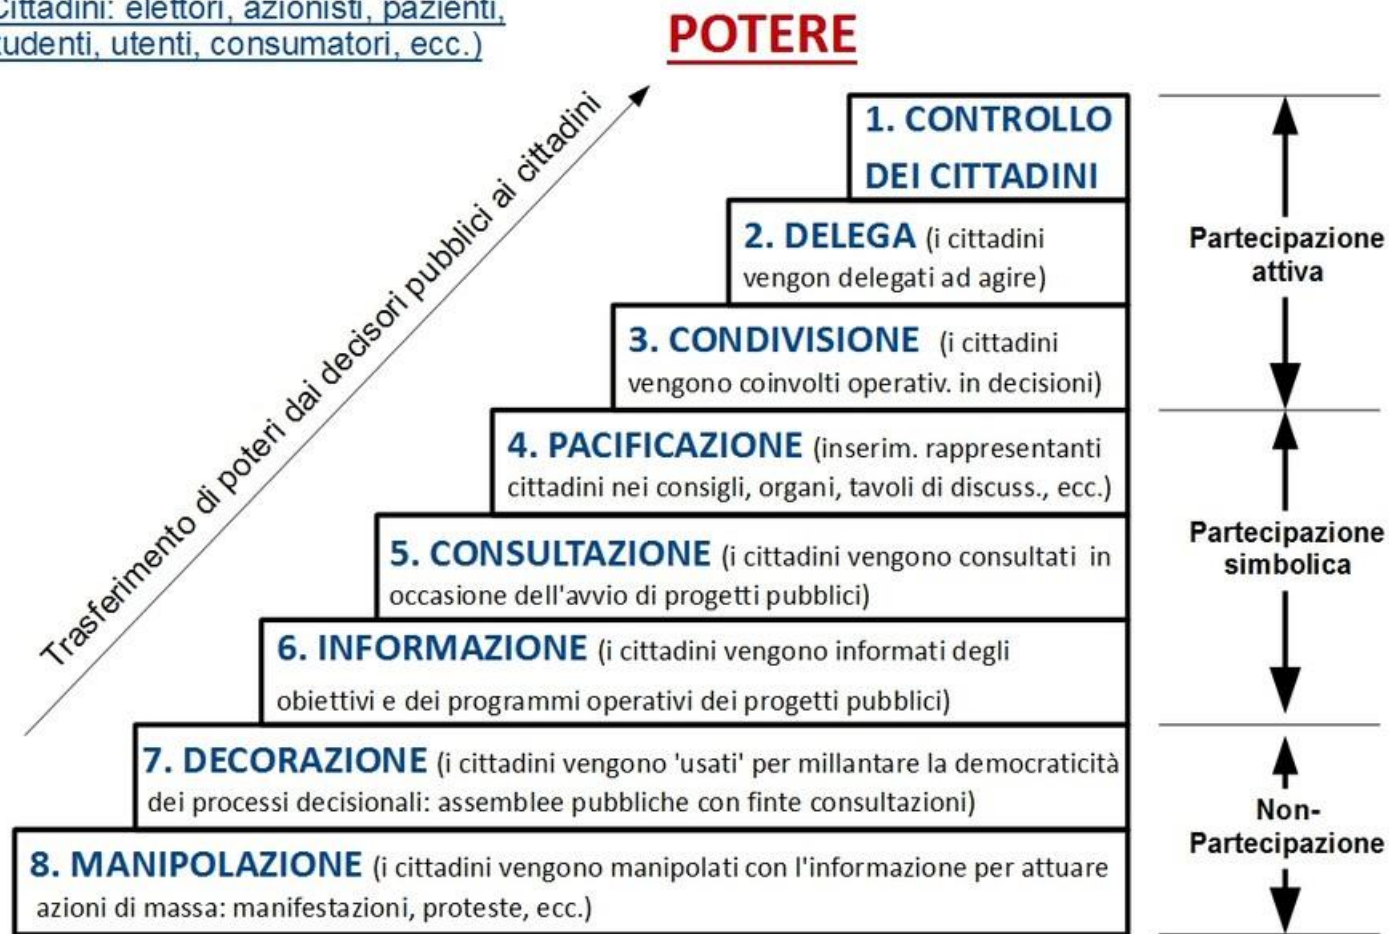 Cittadini: elettori, azionisti, pazienti,
tudenti, utenti, consumatori, ecc.)
POTERE
Trasferimento di poteri dai decisori pubblici ai cittadini
1. CONTROLLO
DEI CITTADINI
2. DELEGA (i cittadini
vengon delegati ad agire)
3. CONDIVISIONE (i cittadini
vengono coinvolti operativ. in decisioni)
4. PACIFICAZIONE (inserim. rappresentanti
cittadini nei consigli, organi, tavoli di discuss., ecc.)
5. CONSULTAZIONE (i cittadini vengono consultati in
occasione dell'avvio di progetti pubblici)
6. INFORMAZIONE (i cittadini vengono informati degli
obiettivi e dei programmi operativi dei progetti pubblici)
7. DECORAZIONE (i cittadini vengono 'usati' per millantare la democraticità
dei processi decisionali: assemblee pubbliche con finte consultazioni)
8. MANIPOLAZIONE (i cittadini vengono manipolati con l'informazione per attuare
azioni di massa: manifestazioni, proteste, ecc.)
Partecipazione
attiva
Partecipazione
simbolica
Non-
Partecipazione